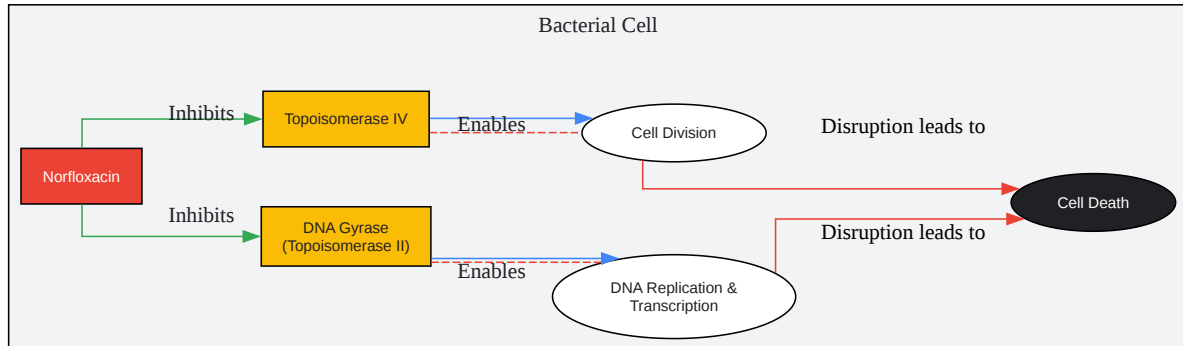 Bacterial Cell
Inhibits
Topoisomerase IV
Enables
Cell Division
Disruption leads to
Norfloxacin
Cell Death
Inhibits
DNA Gyrase
(Topoisomerase II)
Enables
DNA Replication &
Transcription
Disruption leads to